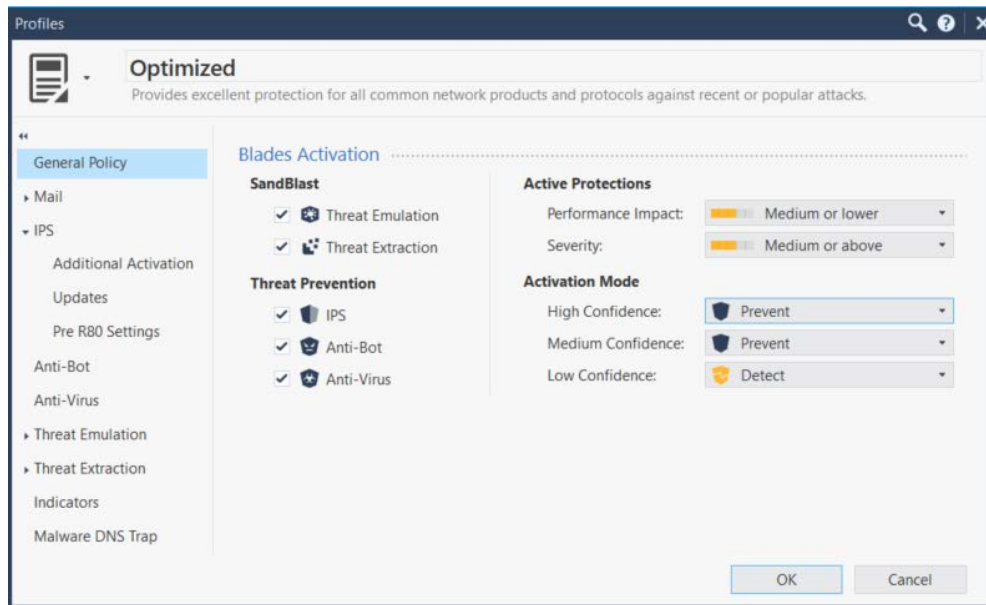 Profiles
Optimized
Provides excellent protection for all common network products and protocols against recent or popular attacks.
General Policy
Mail
IPS
Additional Activation
Updates
Pre R80 Settings
Anti-Bot
Anti-Virus
Threat Emulation
Threat Extraction
Indicators
Malware DNS Trap
Blades Activation
SandBlast
Threat Emulation
Threat Extraction
Threat Prevention
IPS
Anti-Bot
Anti-Virus
Active Protections
Performance Impact: Medium or lower
Severity: Medium or above
Activation Mode
High Confidence: Prevent
Medium Confidence: Prevent
Low Confidence: Detect
OK Cancel